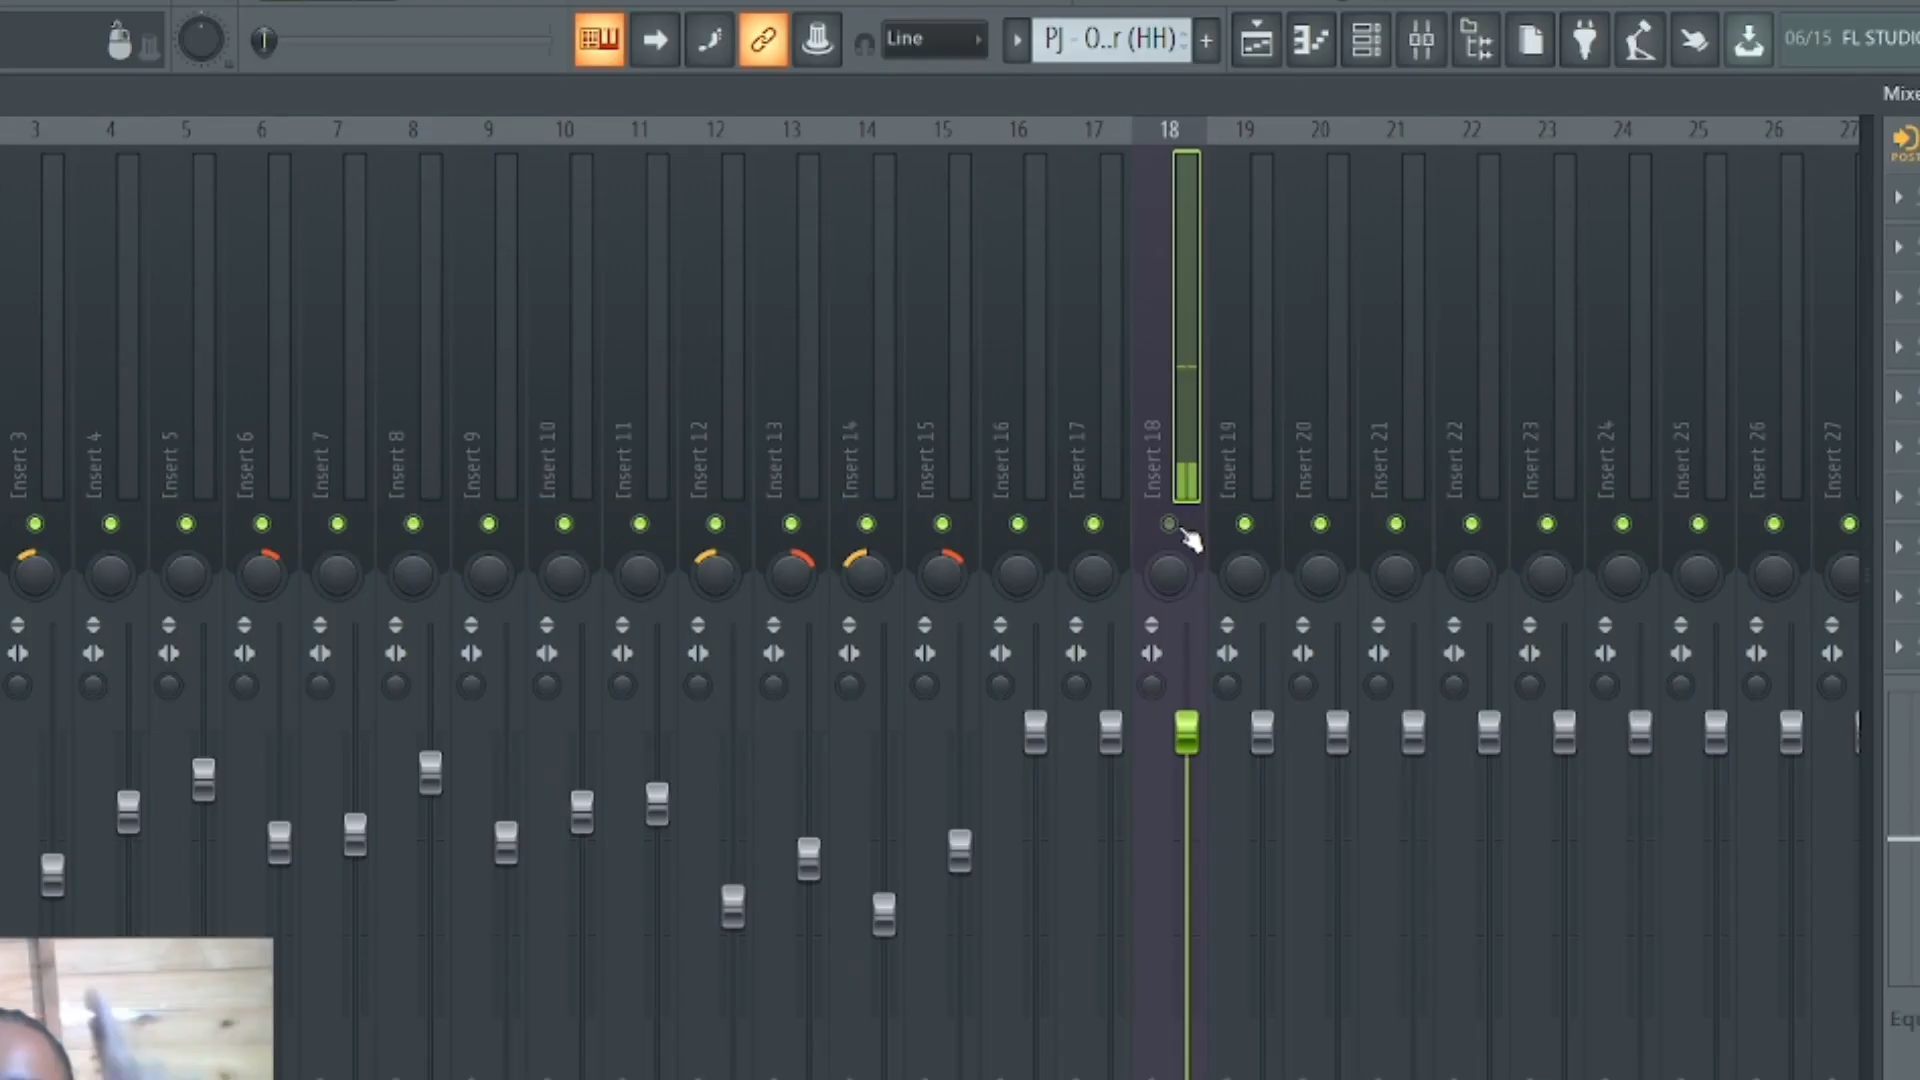 Line
PJ - O..r (HH)
+
06/15 FL STUDIO
Mixe
3 4 5 6 7 8 9 10 11 12 13 14 15 16 17 18 19 20 21 22 23 24 25 26 27
POST
Insert 3
Insert 4
Insert 5
Insert 6
Insert 7
Insert 8
Insert 9
Insert 10
Insert 11
Insert 12
Insert 13
Insert 14
Insert 15
Insert 16
Insert 17
Insert 18
Insert 19
Insert 20
Insert 21
Insert 22
Insert 23
Insert 24
Insert 25
Insert 26
Insert 27
Equ